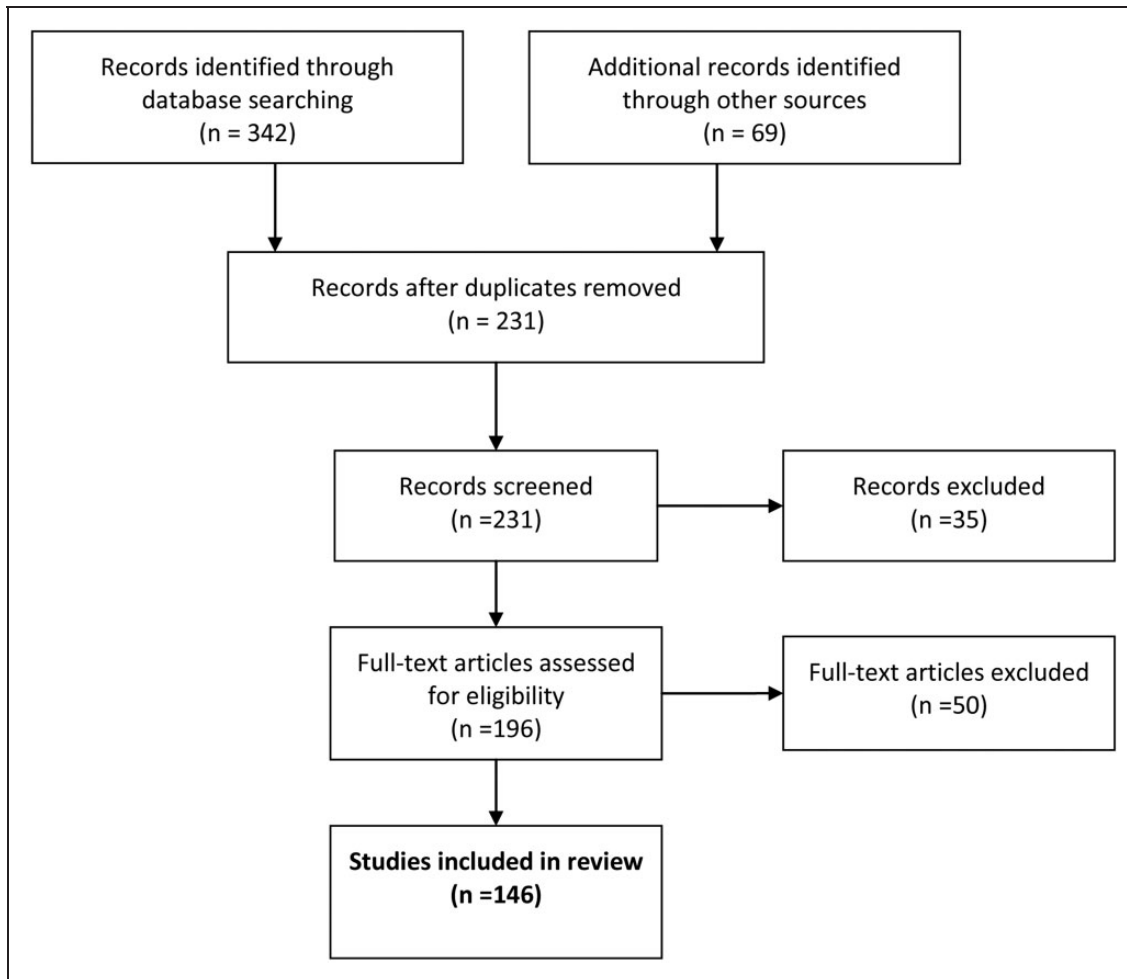 Records identified through
database searching
(n = 342)
Additional records identified
through other sources
(n = 69)
Records after duplicates removed
(n = 231)
Records screened
(n =231)
Records excluded
(n =35)
Full-text articles assessed
for eligibility
(n =196)
Full-text articles excluded
(n =50)
Studies included in review
(n =146)